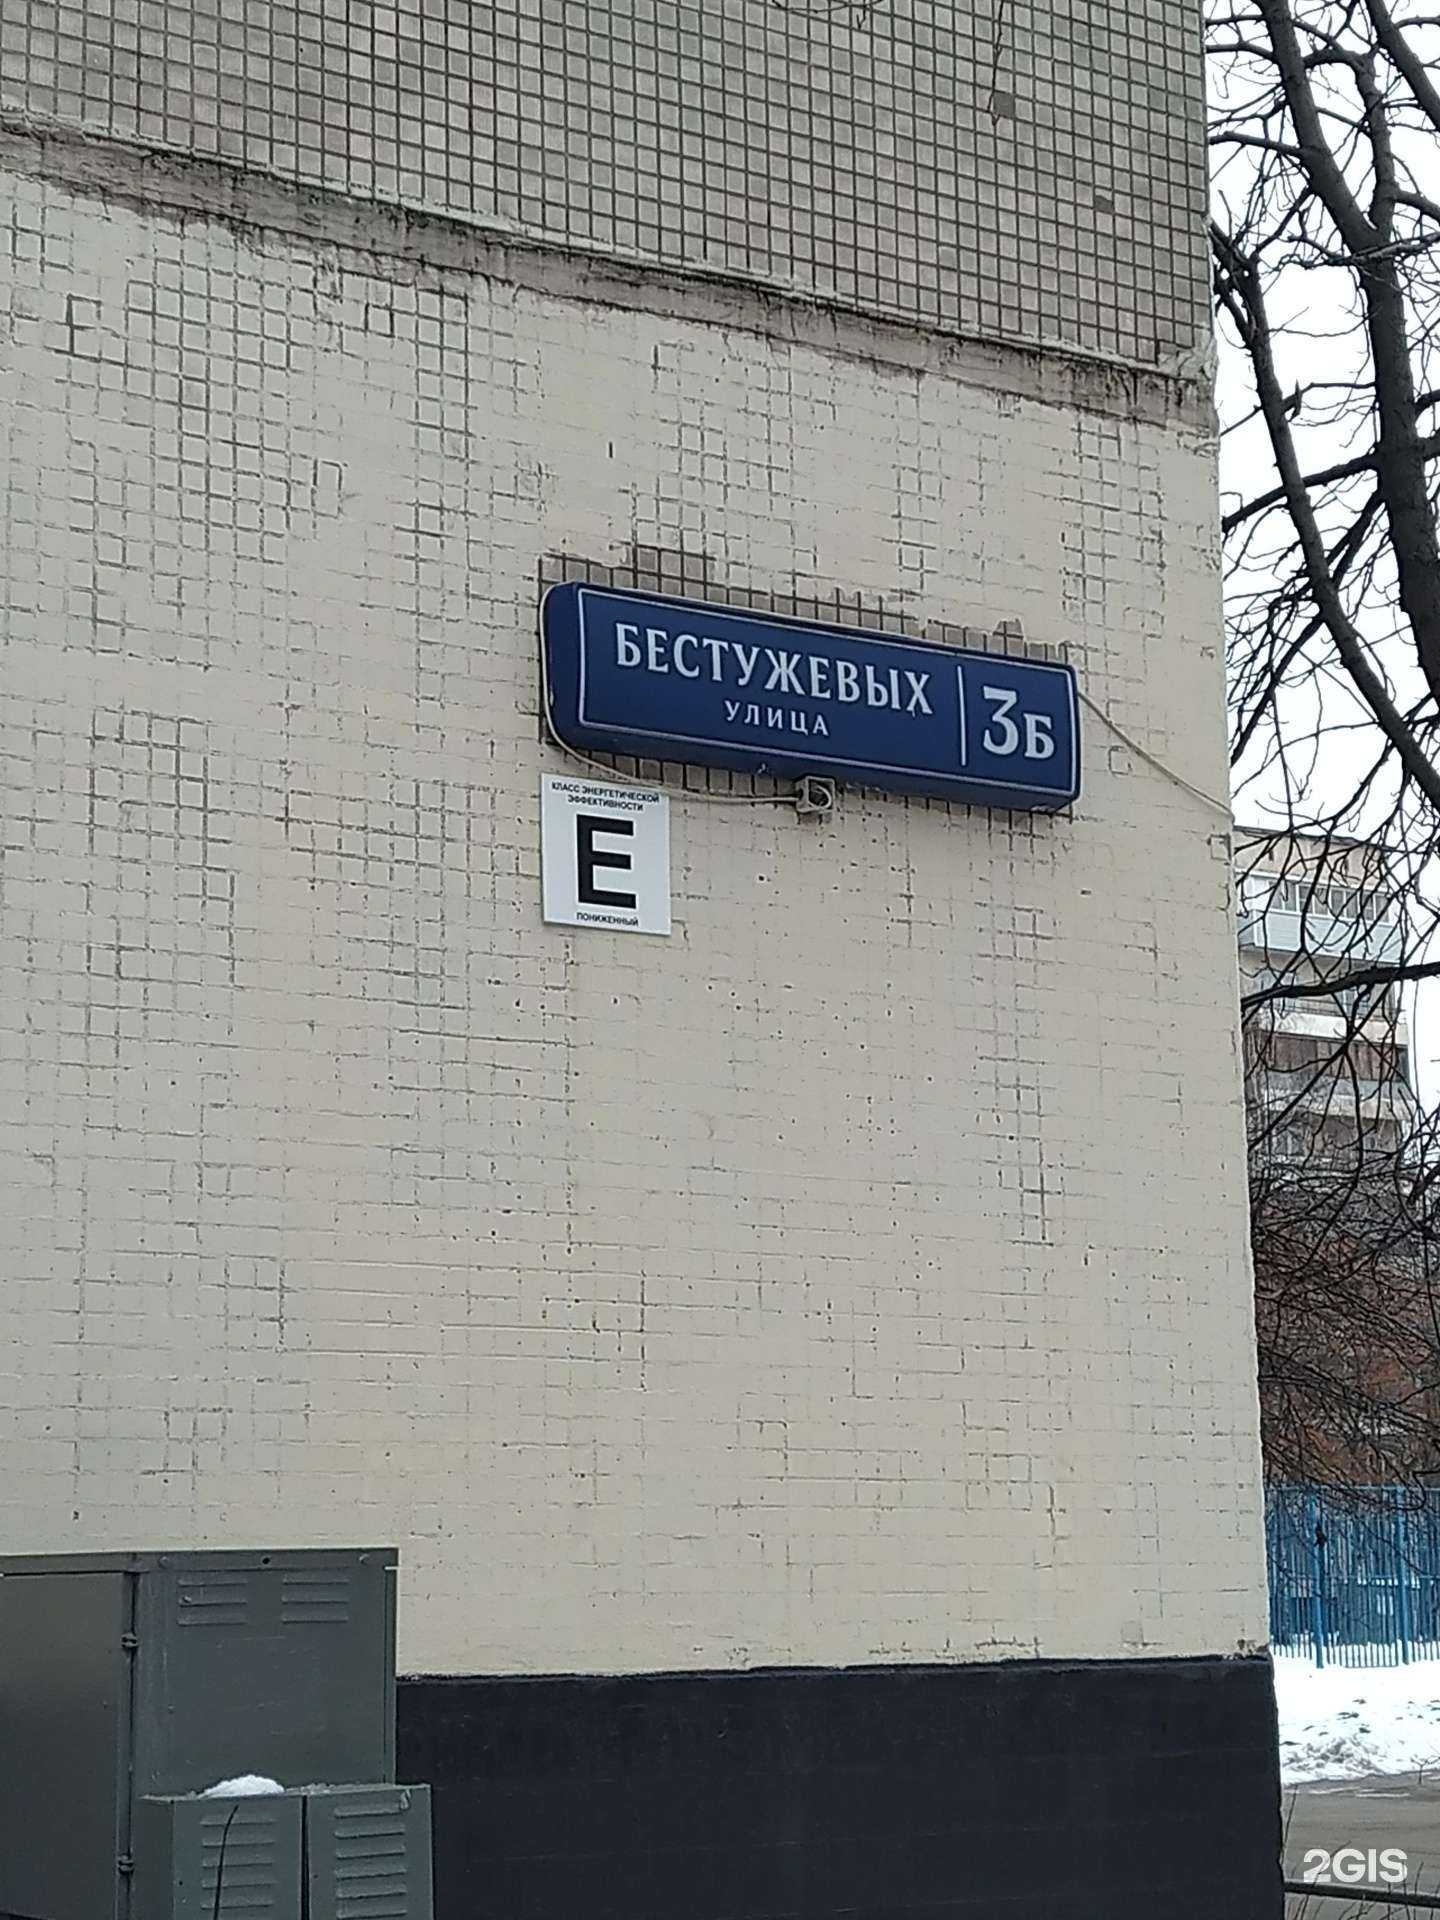 БЕСТУЖЕВЫХ
УЛИЦА
3Б
КЛАСС ЭНЕРГЕТИЧЕСКОЙ
ЭФФЕКТИВНОСТИ
E
ПОНИЖЕННЫЙ
2GIS